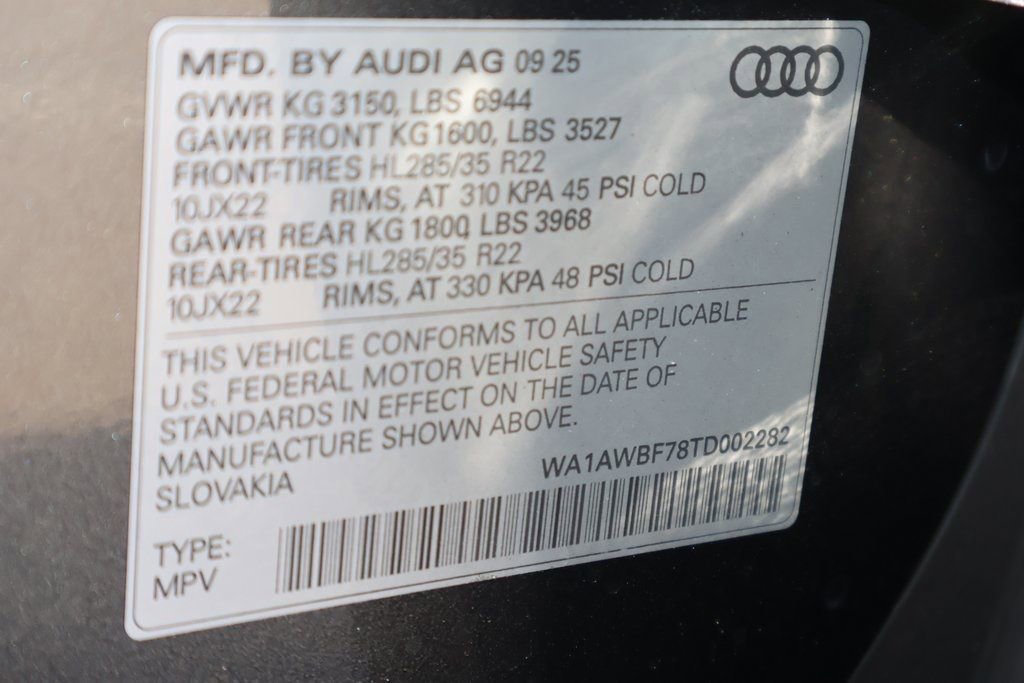 MFD. BY AUDI AG 09 25
GVWR KG 3150, LBS 6944
GAWR FRONT KG1600, LBS 3527
FRONT-TIRES HL285/35 R22
10JX22 RIMS, AT 310 KPA 45 PSI COLD
GAWR REAR KG 1800, LBS 3968
REAR-TIRES HL285/35 R22
10JX22 RIMS, AT 330 KPA 48 PSI COLD
THIS VEHICLE CONFORMS TO ALL APPLICABLE
U.S. FEDERAL MOTOR VEHICLE SAFETY
STANDARDS IN EFFECT ON THE DATE OF
MANUFACTURE SHOWN ABOVE.
SLOVAKIA
WA1AWBF78TD002282
TYPE:
MPV